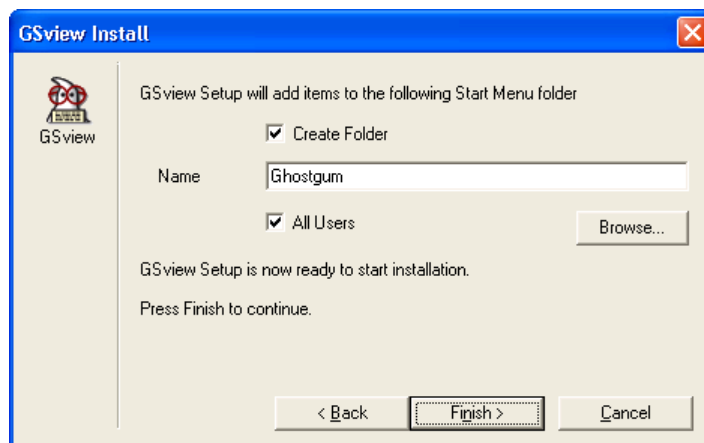 GSview Install
GSview Setup will add items to the following Start Menu folder
GSview
Create Folder
Name Ghostgum
All Users Browse...
GSview Setup is now ready to start installation.
Press Finish to continue.
< Back Finish > Cancel